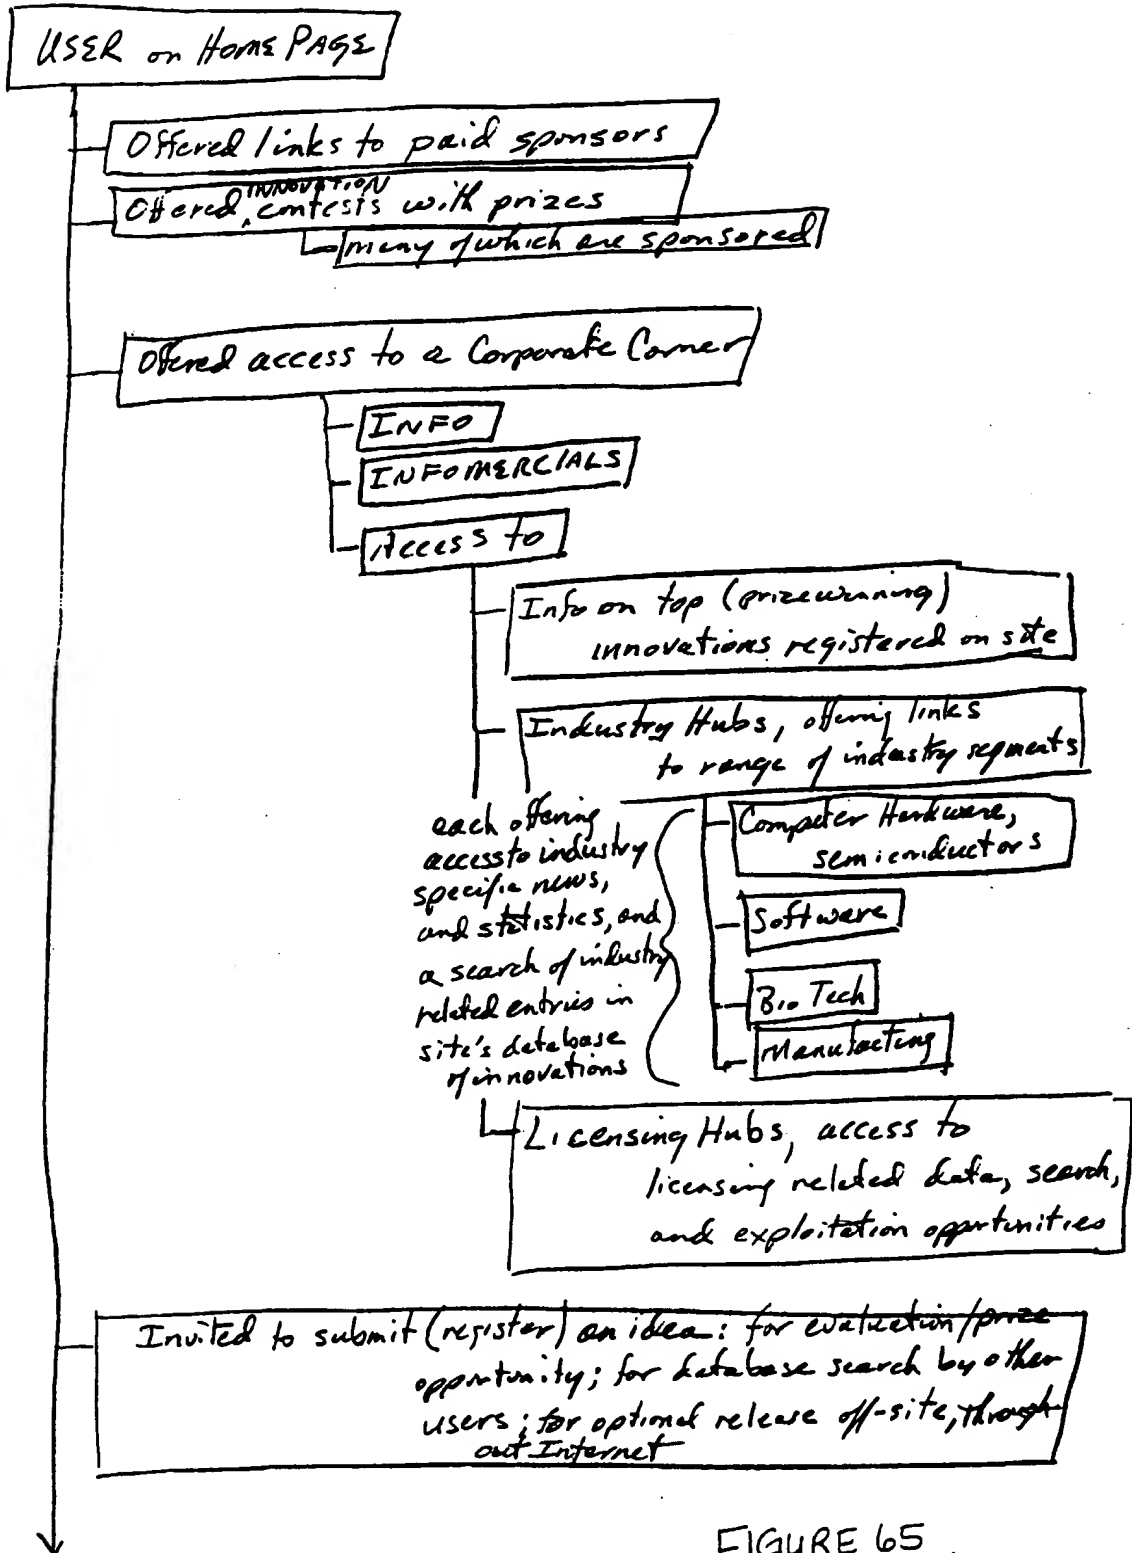 USER on HOME PAGE
Offered links to paid sponsors
INNOVATION
Offered ^ contests with prizes
many of which are sponsored
Offered access to a Corporate Corner
INFO
INFOMERCIALS
Access to
Info on top (prizewinning)
innovations registered on site
Industry Hubs, offering links
to range of industry segments
each offering
access to industry
specific news,
and statistics, and
a search of industry
related entries in
site's database
of innovations
Computer Hardware,
semiconductors
Software
Bio Tech
Manufacting
Licensing Hubs, access to
licensing related data, search,
and exploitation opportunities
Invited to submit (register) an idea: for evaluation/prize
opportunity; for database search by other
users; for optional release off-site, through
out Internet
FIGURE 65